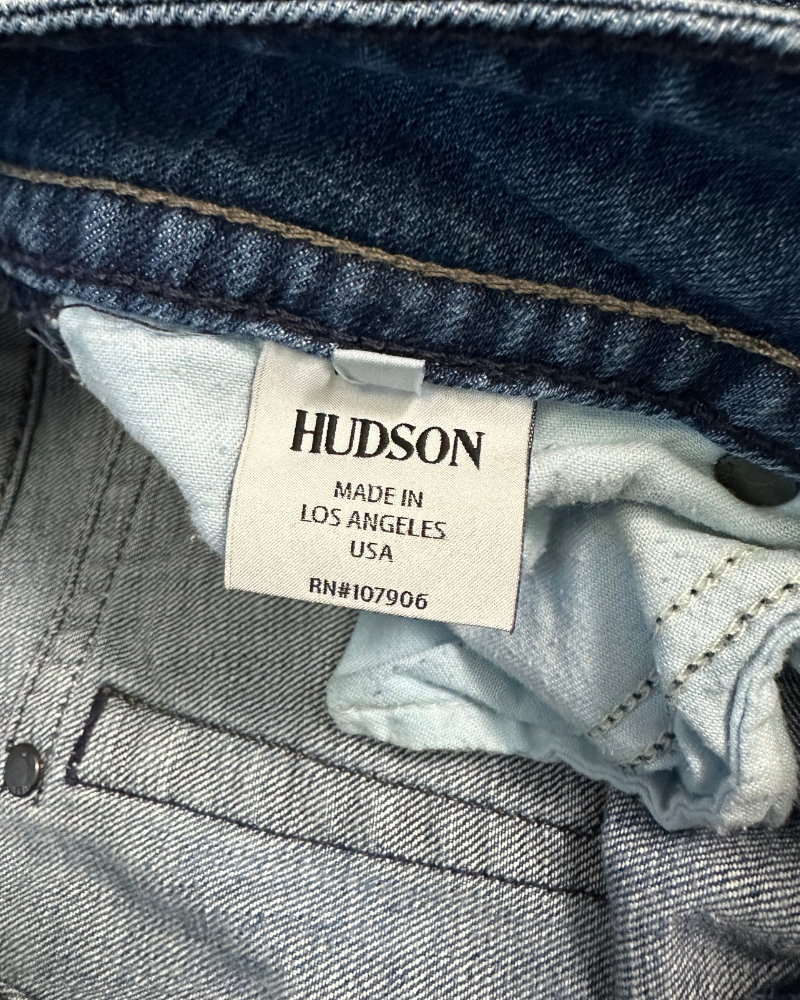 HUDSON
MADE IN
LOS ANGELES
USA
RN#107906